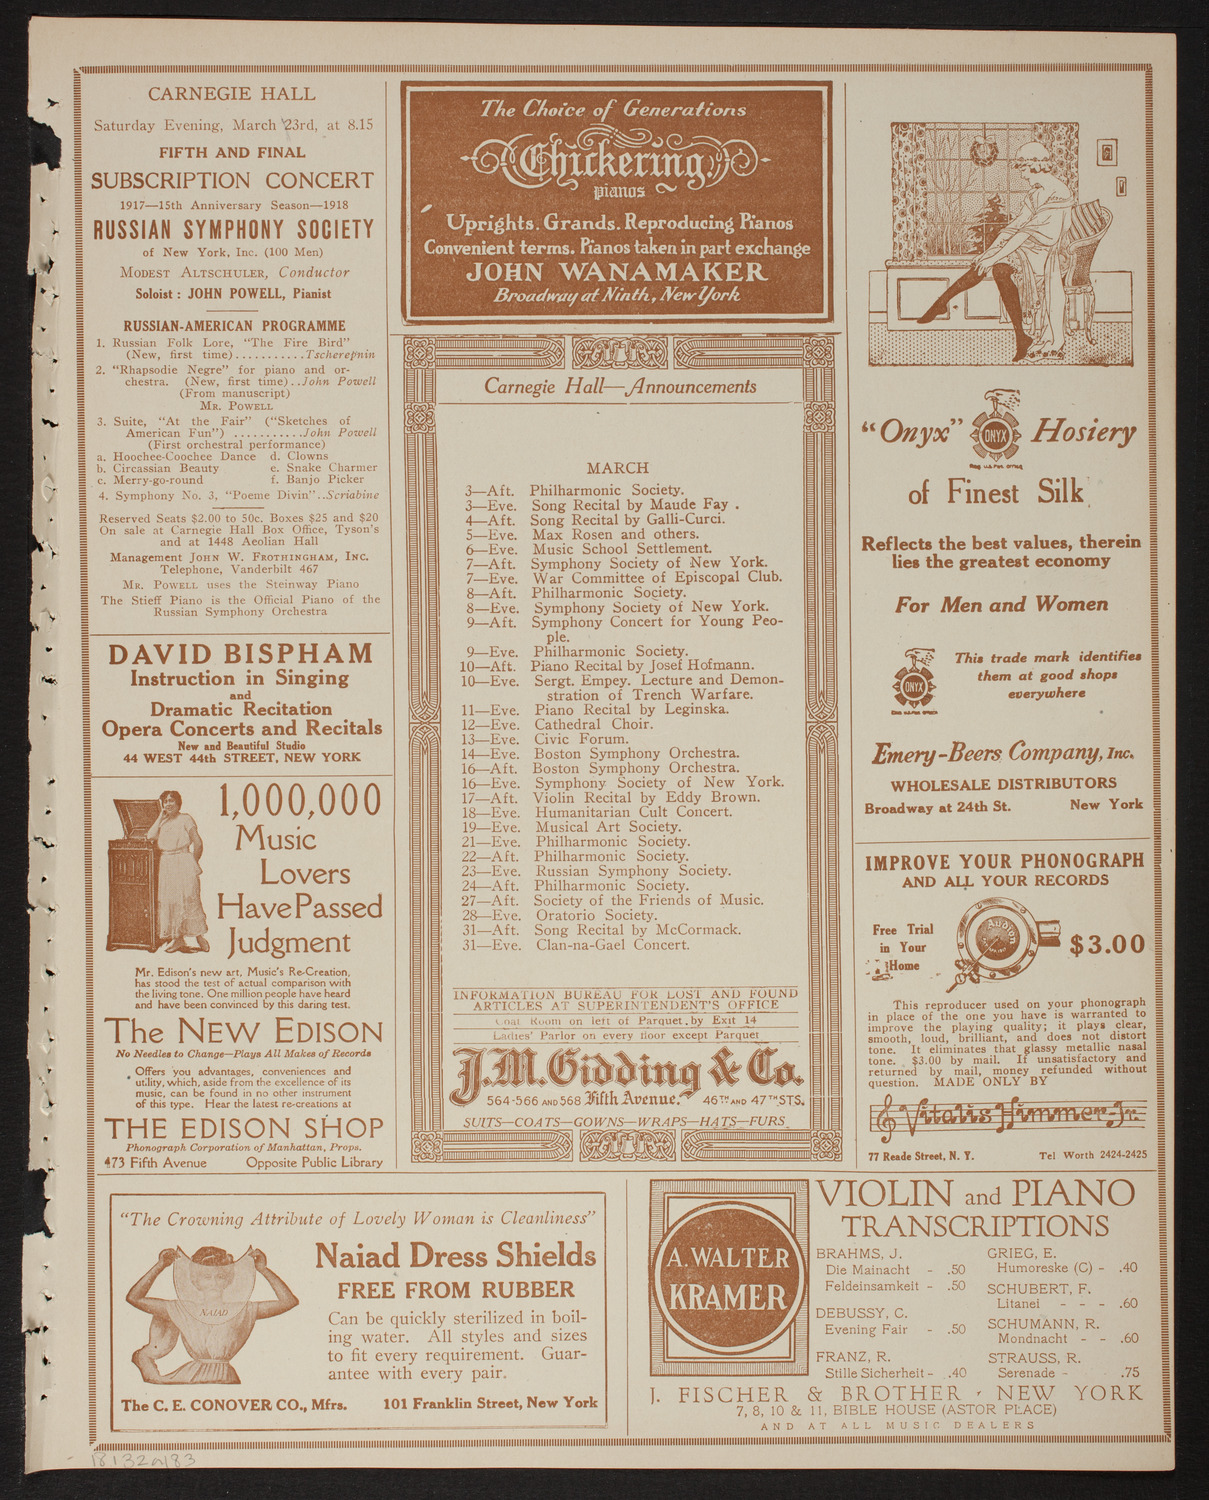 CARNEGIE HALL
Saturday Evening, March 23rd, at 8.15
FIFTH AND FINAL
SUBSCRIPTION CONCERT
1917—15th Anniversary Season—1918
RUSSIAN SYMPHONY SOCIETY
of New York, Inc. (100 Men)
MODEST ALTSCHULER, Conductor
Soloist: JOHN POWELL, Pianist
RUSSIAN-AMERICAN PROGRAMME
1. Russian Folk Lore, "The Fire Bird"
(New, first time)...........Tscherepnin
2. "Rhapsodie Negre" for piano and or-
chestra. (New, first time)..John Powell
(From manuscript)
MR. POWELL
3. Suite, "At the Fair" ("Sketches of
American Fun") ...........John Powell
(First orchestral performance)
a. Hoochee-Coochee Dance d. Clowns
b. Circassian Beauty e. Snake Charmer
c. Merry-go-round f. Banjo Picker
4. Symphony No. 3, "Poeme Divin"..Scriabine
Reserved Seats $2.00 to 50c. Boxes $25 and $20
On sale at Carnegie Hall Box Office, Tyson's
and at 1448 Aeolian Hall
Management JOHN W. FROTHINGHAM, INC.
Telephone, Vanderbilt 467
MR. POWELL uses the Steinway Piano
The Stieff Piano is the Official Piano of the
Russian Symphony Orchestra
DAVID BISPHAM
Instruction in Singing
and
Dramatic Recitation
Opera Concerts and Recitals
New and Beautiful Studio
44 WEST 44th STREET, NEW YORK
1,000,000
Music
Lovers
Have Passed
Judgment
Mr. Edison's new art, Music's Re-Creation,
has stood the test of actual comparison with
the living tone. One million people have heard
and have been convinced by this daring test.
The NEW EDISON
No Needles to Change—Plays All Makes of Records
Offers you advantages, conveniences and
utility, which, aside from the excellence of its
music, can be found in no other instrument
of this type. Hear the latest re-creations at
THE EDISON SHOP
Phonograph Corporation of Manhattan, Props.
473 Fifth Avenue Opposite Public Library
The Choice of Generations
Chickering
pianos
Uprights. Grands. Reproducing Pianos
Convenient terms. Pianos taken in part exchange
JOHN WANAMAKER
Broadway at Ninth, New York
Carnegie Hall—Announcements
MARCH
3—Aft. Philharmonic Society.
3—Eve. Song Recital by Maude Fay .
4—Aft. Song Recital by Galli-Curci.
5—Eve. Max Rosen and others.
6—Eve. Music School Settlement.
7—Aft. Symphony Society of New York.
7—Eve. War Committee of Episcopal Club.
8—Aft. Philharmonic Society.
8—Eve. Symphony Society of New York.
9—Aft. Symphony Concert for Young Peo-
ple.
9—Eve. Philharmonic Society.
10—Aft. Piano Recital by Josef Hofmann.
10—Eve. Sergt. Empey. Lecture and Demon-
stration of Trench Warfare.
11—Eve. Piano Recital by Leginska.
12—Eve. Cathedral Choir.
13—Eve. Civic Forum.
14—Eve. Boston Symphony Orchestra.
16—Aft. Boston Symphony Orchestra.
16—Eve. Symphony Society of New York.
17—Aft. Violin Recital by Eddy Brown.
18—Eve. Humanitarian Cult Concert.
19—Eve. Musical Art Society.
21—Eve. Philharmonic Society.
22—Aft. Philharmonic Society.
23—Eve. Russian Symphony Society.
24—Aft. Philharmonic Society.
27—Aft. Society of the Friends of Music.
28—Eve. Oratorio Society.
31—Aft. Song Recital by McCormack.
31—Eve. Clan-na-Gael Concert.
INFORMATION BUREAU FOR LOST AND FOUND
ARTICLES AT SUPERINTENDENT'S OFFICE
Coat Room on left of Parquet, by Exit 14
Ladies' Parlor on every floor except Parquet
J.M. Gidding & Co.
564-566 AND 568 Fifth Avenue. 46TH AND 47TH STS.
SUITS—COATS—GOWNS—WRAPS—HATS—FURS
"Onyx" ONYX Hosiery
REG. U.S. PAT. OFFICE
of Finest Silk
Reflects the best values, therein
lies the greatest economy
For Men and Women
ONYX
This trade mark identifies
them at good shops
everywhere
Emery-Beers Company, Inc.
WHOLESALE DISTRIBUTORS
Broadway at 24th St. New York
IMPROVE YOUR PHONOGRAPH
AND ALL YOUR RECORDS
Free Trial
in Your
Home
Audion
$3.00
This reproducer used on your phonograph
in place of the one you have is warranted to
improve the playing quality; it plays clear,
smooth, loud, brilliant, and does not distort
tone. It eliminates that glassy metallic nasal
tone. $3.00 by mail. If unsatisfactory and
returned by mail, money refunded without
question. MADE ONLY BY
Vitalis Himmer-Jr.
77 Reade Street, N. Y. Tel Worth 2424-2425
"The Crowning Attribute of Lovely Woman is Cleanliness"
NAIAD
Naiad Dress Shields
FREE FROM RUBBER
Can be quickly sterilized in boil-
ing water. All styles and sizes
to fit every requirement. Guar-
antee with every pair.
The C. E. CONOVER CO., Mfrs. 101 Franklin Street, New York
A. WALTER
KRAMER
VIOLIN and PIANO
TRANSCRIPTIONS
BRAHMS, J.
Die Mainacht - .50
Feldeinsamkeit - .50
DEBUSSY, C.
Evening Fair - .50
FRANZ, R.
Stille Sicherheit - .40
GRIEG, E.
Humoreske (C) - .40
SCHUBERT, F.
Litanei - - - .60
SCHUMANN, R.
Mondnacht - - .60
STRAUSS, R.
Serenade - .75
J. FISCHER & BROTHER · NEW YORK
7, 8, 10 & 11, BIBLE HOUSE (ASTOR PLACE)
AND AT ALL MUSIC DEALERS